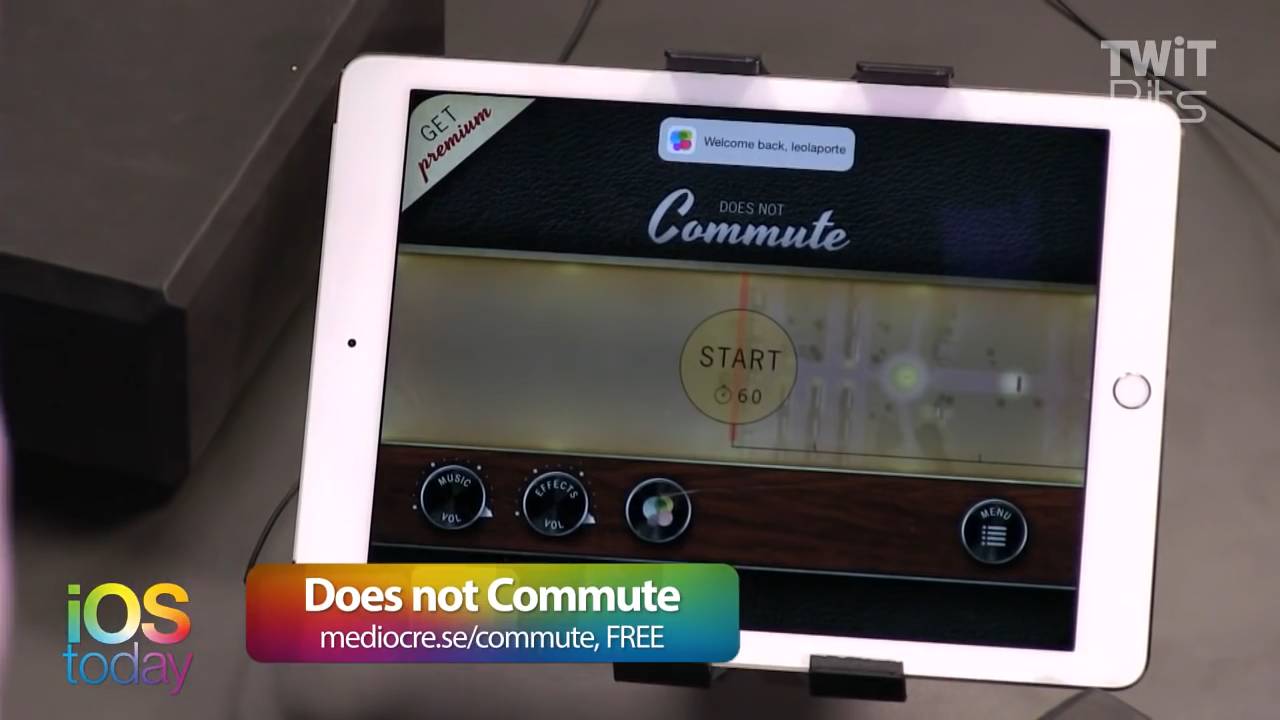 TWiT
Bits
GET
premium
Welcome back, leolaporte
DOES NOT
Commute
START
60
MUSIC
VOL
EFFECTS
VOL
MENU
iOS
today
Does not Commute
mediocre.se/commute, FREE